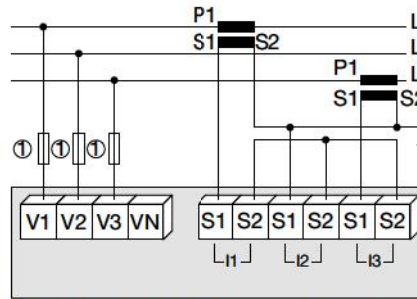 P1 L
S1 S2 L
P1 L
S1 S2
① ① ①
V1 V2 V3 VN S1 S2 S1 S2 S1 S2
I1 I2 I3